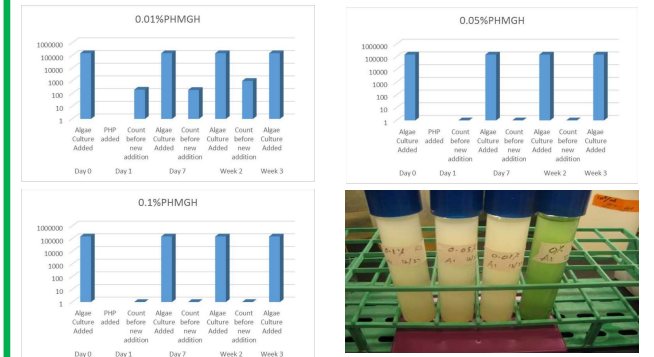 0.01%PHMGH
1000000
100000
10000
1000
100
10
1
Algae Culture Added
PHP added
Count before new addition
Algae Culture Added
Count before new addition
Algae Culture Added
Count before new addition
Algae Culture Added
Day 0 Day 1 Day 7 Week 2 Week 3
0.05%PHMGH
1000000
100000
10000
1000
100
10
1
Algae Culture Added
PHP added
Count before new addition
Algae Culture Added
Count before new addition
Algae Culture Added
Count before new addition
Algae Culture Added
Day 0 Day 1 Day 7 Week 2 Week 3
0.1%PHMGH
1000000
100000
10000
1000
100
10
1
Algae Culture Added
PHP added
Count before new addition
Algae Culture Added
Count before new addition
Algae Culture Added
Count before new addition
Algae Culture Added
Day 0 Day 1 Day 7 Week 2 Week 3